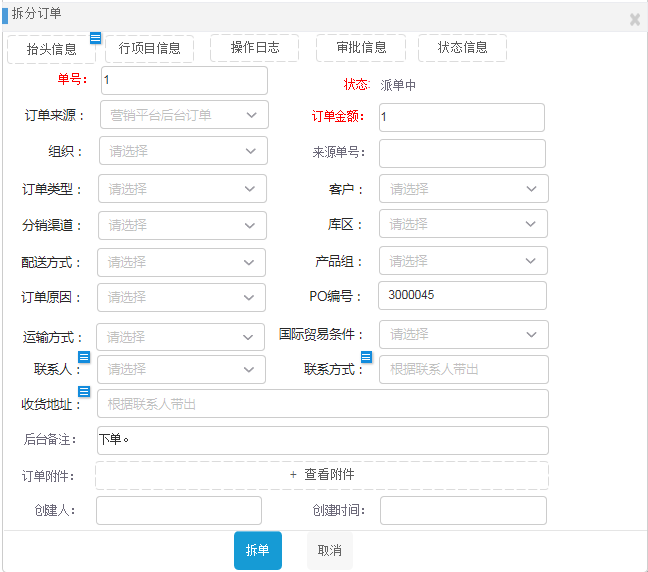 拆分订单
抬头信息 行项目信息 操作日志 审批信息 状态信息
单号： 1 状态: 派单中
订单来源： 营销平台后台订单 订单金额： 1
组织： 请选择 来源单号：
订单类型： 请选择 客户： 请选择
分销渠道： 请选择 库区： 请选择
配送方式： 请选择 产品组： 请选择
订单原因： 请选择 PO编号： 3000045
运输方式： 请选择 国际贸易条件： 请选择
联系人： 请选择 联系方式： 根据联系人带出
收货地址： 根据联系人带出
后台备注： 下单。
订单附件： + 查看附件
创建人： 创建时间：
拆单 取消